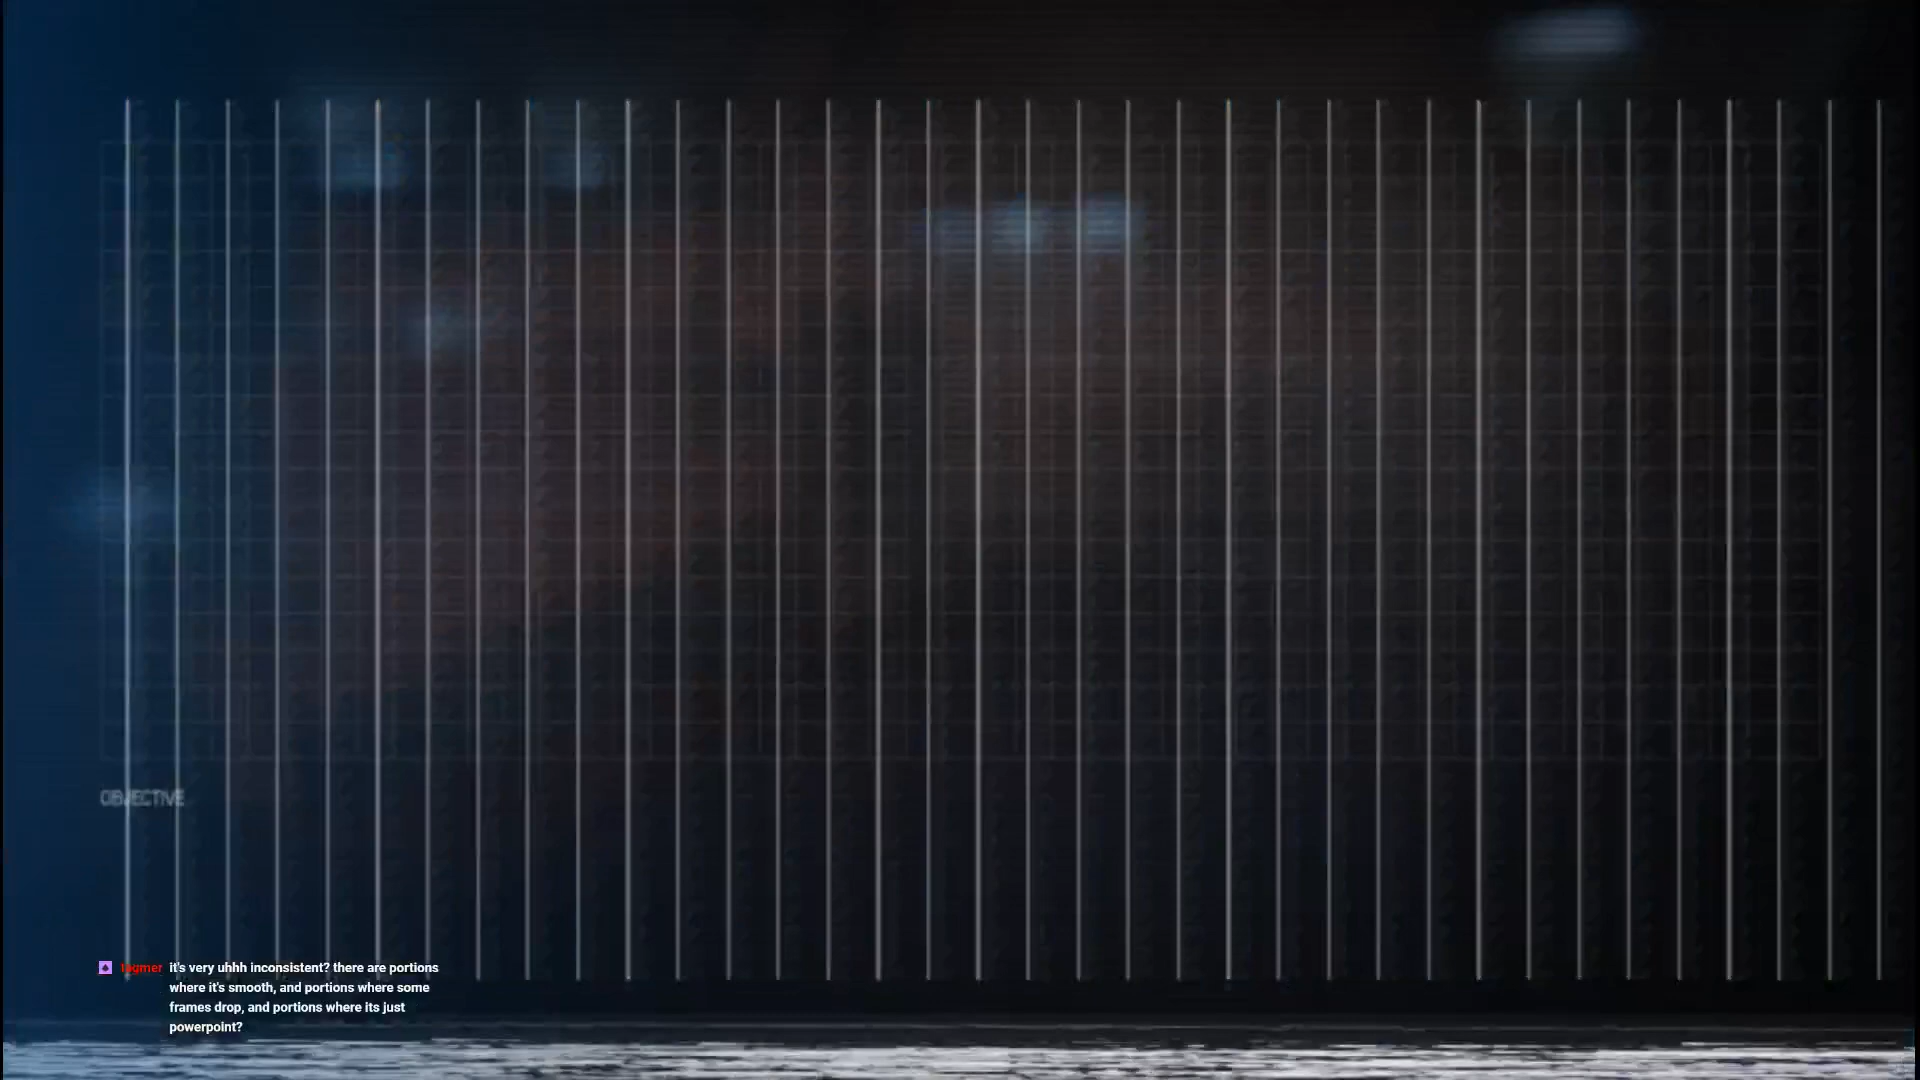 OBJECTIVE
tagmer it's very uhhh inconsistent? there are portions
where it's smooth, and portions where some
frames drop, and portions where its just
powerpoint?